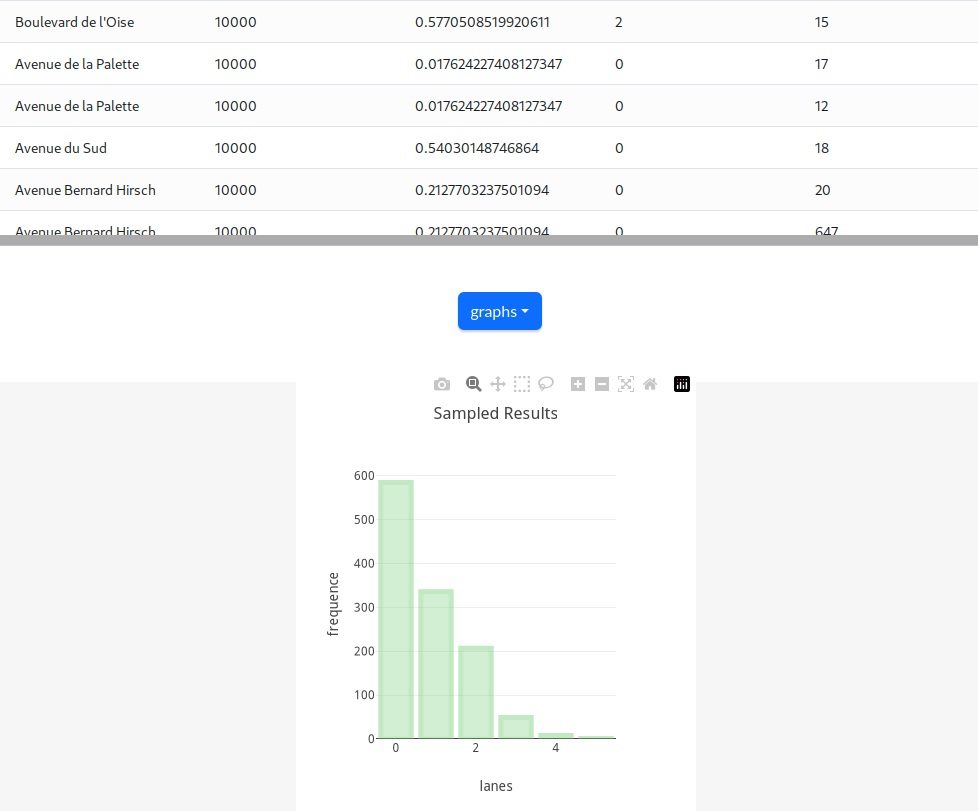 Boulevard de l'Oise 10000 0.5770508519920611 2 15
Avenue de la Palette 10000 0.017624227408127347 0 17
Avenue de la Palette 10000 0.017624227408127347 0 12
Avenue du Sud 10000 0.54030148746864 0 18
Avenue Bernard Hirsch 10000 0.2127703237501094 0 20
Avenue Bernard Hirsch 10000 0.2127703237501094 0 647
graphs
Sampled Results
600
500
400
300
200
100
0
frequence
0 2 4
lanes